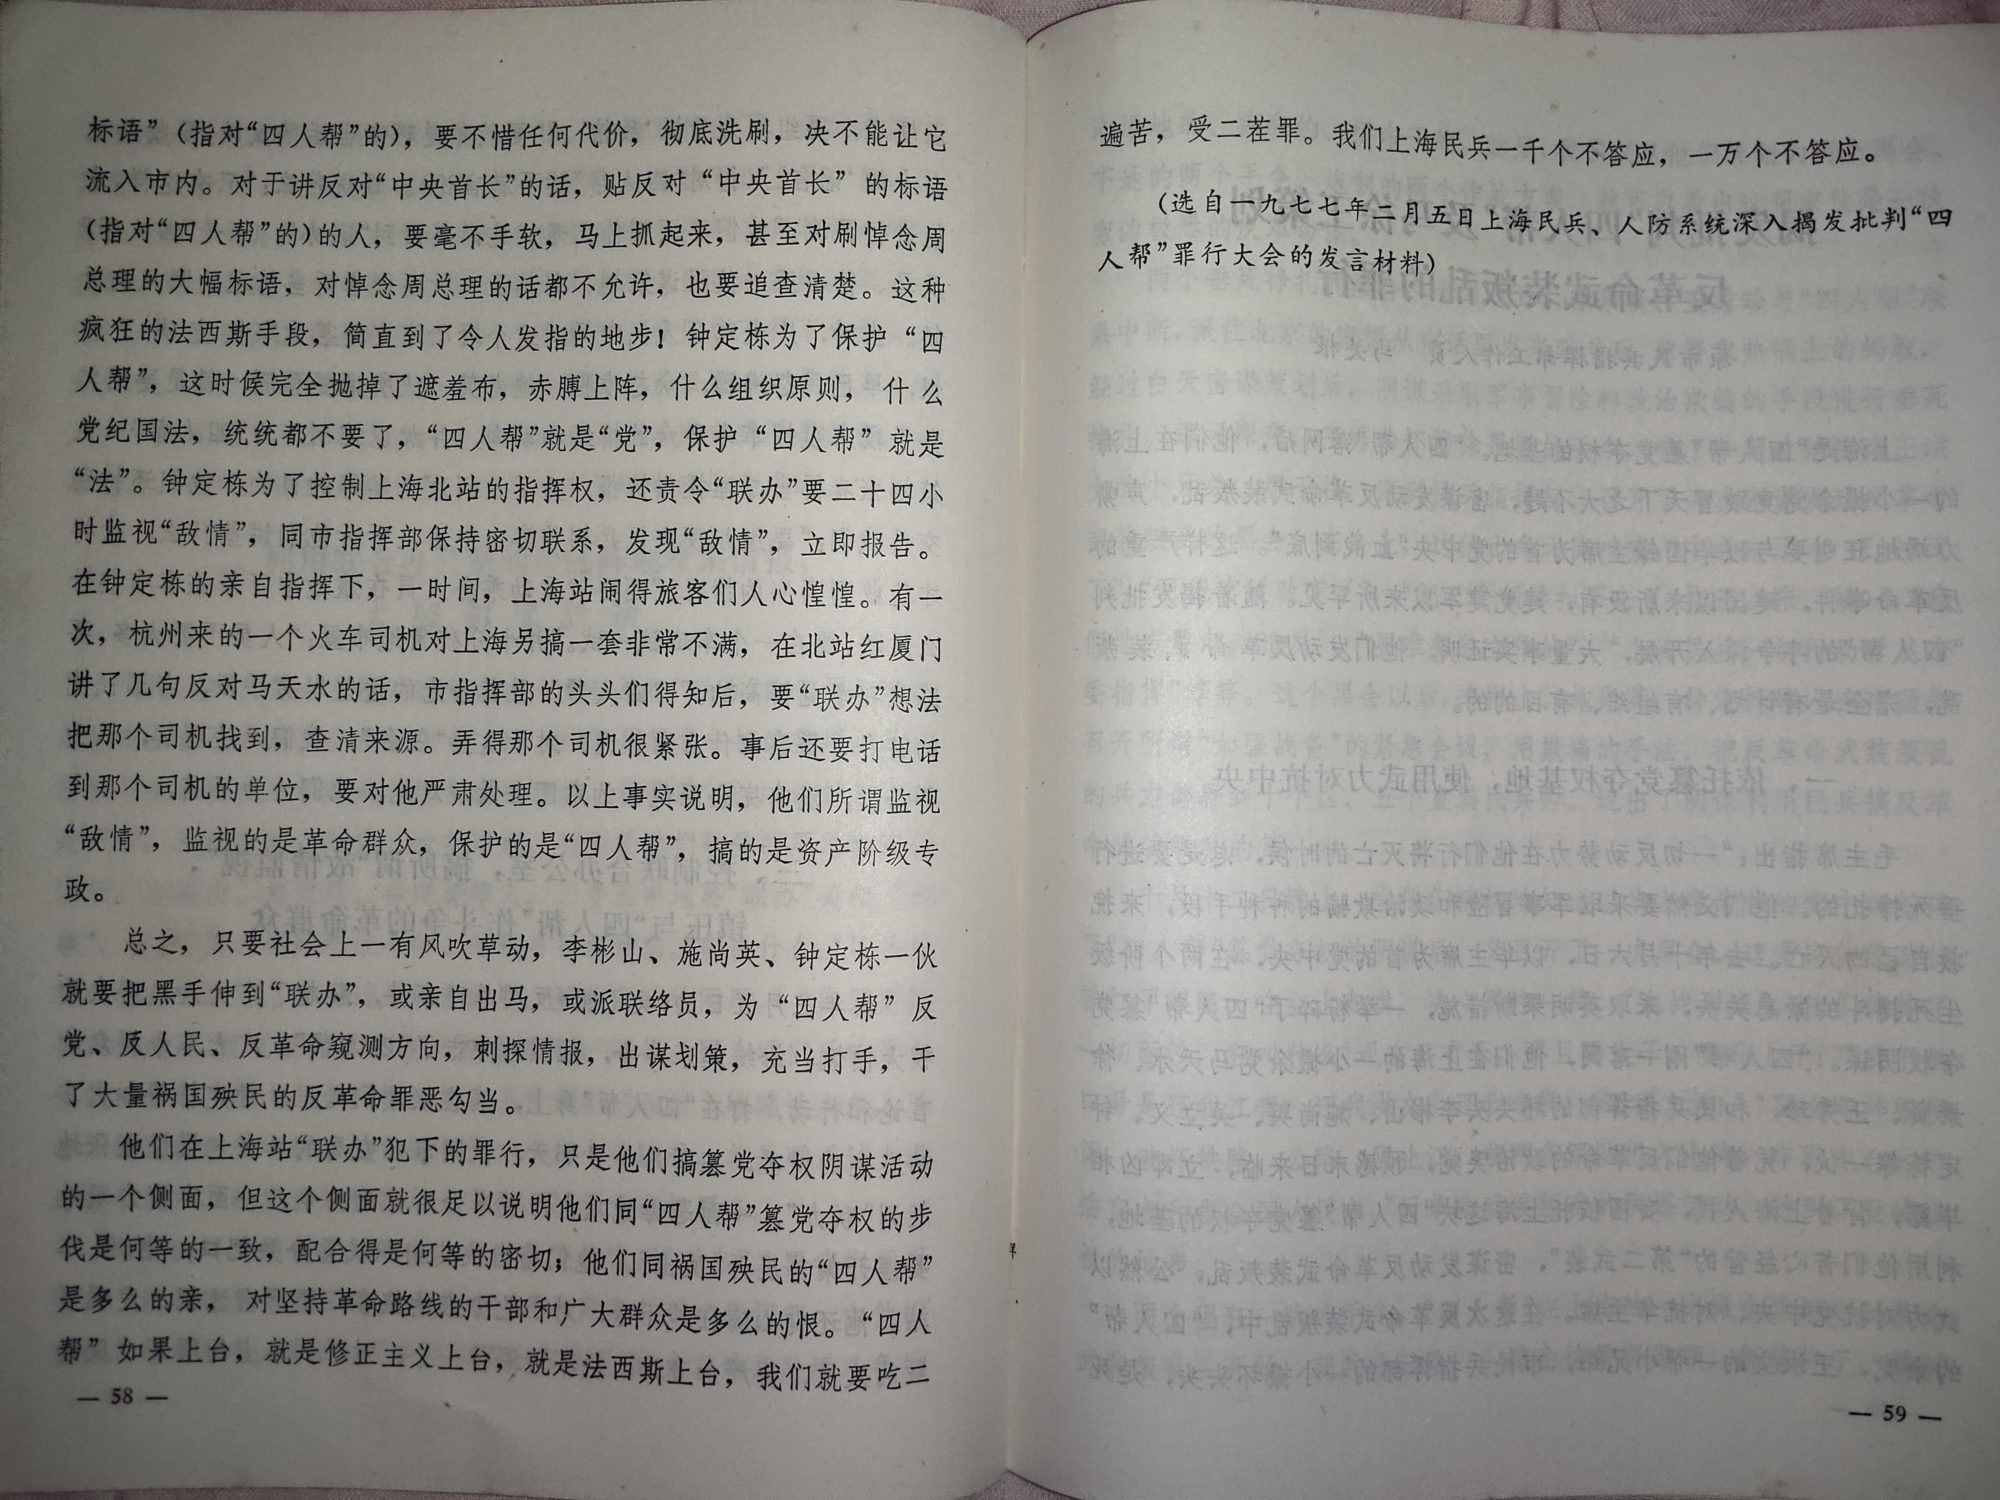 标语”（指对“四人帮”的），要不惜任何代价，彻底洗刷，决不能让它
流入市内。对于讲反对“中央首长”的话，贴反对“中央首长”的标语
（指对“四人帮”的）的人，要毫不手软，马上抓起来，甚至对刷悼念周
总理的大幅标语，对悼念周总理的话都不允许，也要追查清楚。这种
疯狂的法西斯手段，简直到了令人发指的地步！钟定栋为了保护“四
人帮”，这时候完全抛掉了遮羞布，赤膊上阵，什么组织原则，什么
党纪国法，统统都不要了，“四人帮”就是“党”，保护“四人帮”就是
“法”。钟定栋为了控制上海北站的指挥权，还责令“联办”要二十四小
时监视“敌情”，同市指挥部保持密切联系，发现“敌情”，立即报告。
在钟定栋的亲自指挥下，一时间，上海站闹得旅客们人心惶惶。有一
次，杭州来的一个火车司机对上海另搞一套非常不满，在北站红厦门
讲了几句反对马天水的话，市指挥部的头头们得知后，要“联办”想法
把那个司机找到，查清来源。弄得那个司机很紧张。事后还要打电话
到那个司机的单位，要对他严肃处理。以上事实说明，他们所谓监视
“敌情”，监视的是革命群众，保护的是“四人帮”，搞的是资产阶级专
政。
总之，只要社会上一有风吹草动，李彬山、施尚英、钟定栋一伙
就要把黑手伸到“联办”，或亲自出马，或派联络员，为“四人帮”反
党、反人民、反革命窥测方向，刺探情报，出谋划策，充当打手，干
了大量祸国殃民的反革命罪恶勾当。
他们在上海站“联办”犯下的罪行，只是他们搞篡党夺权阴谋活动
的一个侧面，但这个侧面就很足以说明他们同“四人帮”篡党夺权的步
伐是何等的一致，配合得是何等的密切；他们同祸国殃民的“四人帮”
是多么的亲，对坚持革命路线的干部和广大群众是多么的恨。“四人
帮”如果上台，就是修正主义上台，就是法西斯上台，我们就要吃二
— 58 —
遍苦，受二茬罪。我们上海民兵一千个不答应，一万个不答应。
（选自一九七七年二月五日上海民兵、人防系统深入揭发批判“四
人帮”罪行大会的发言材料）
— 59 —